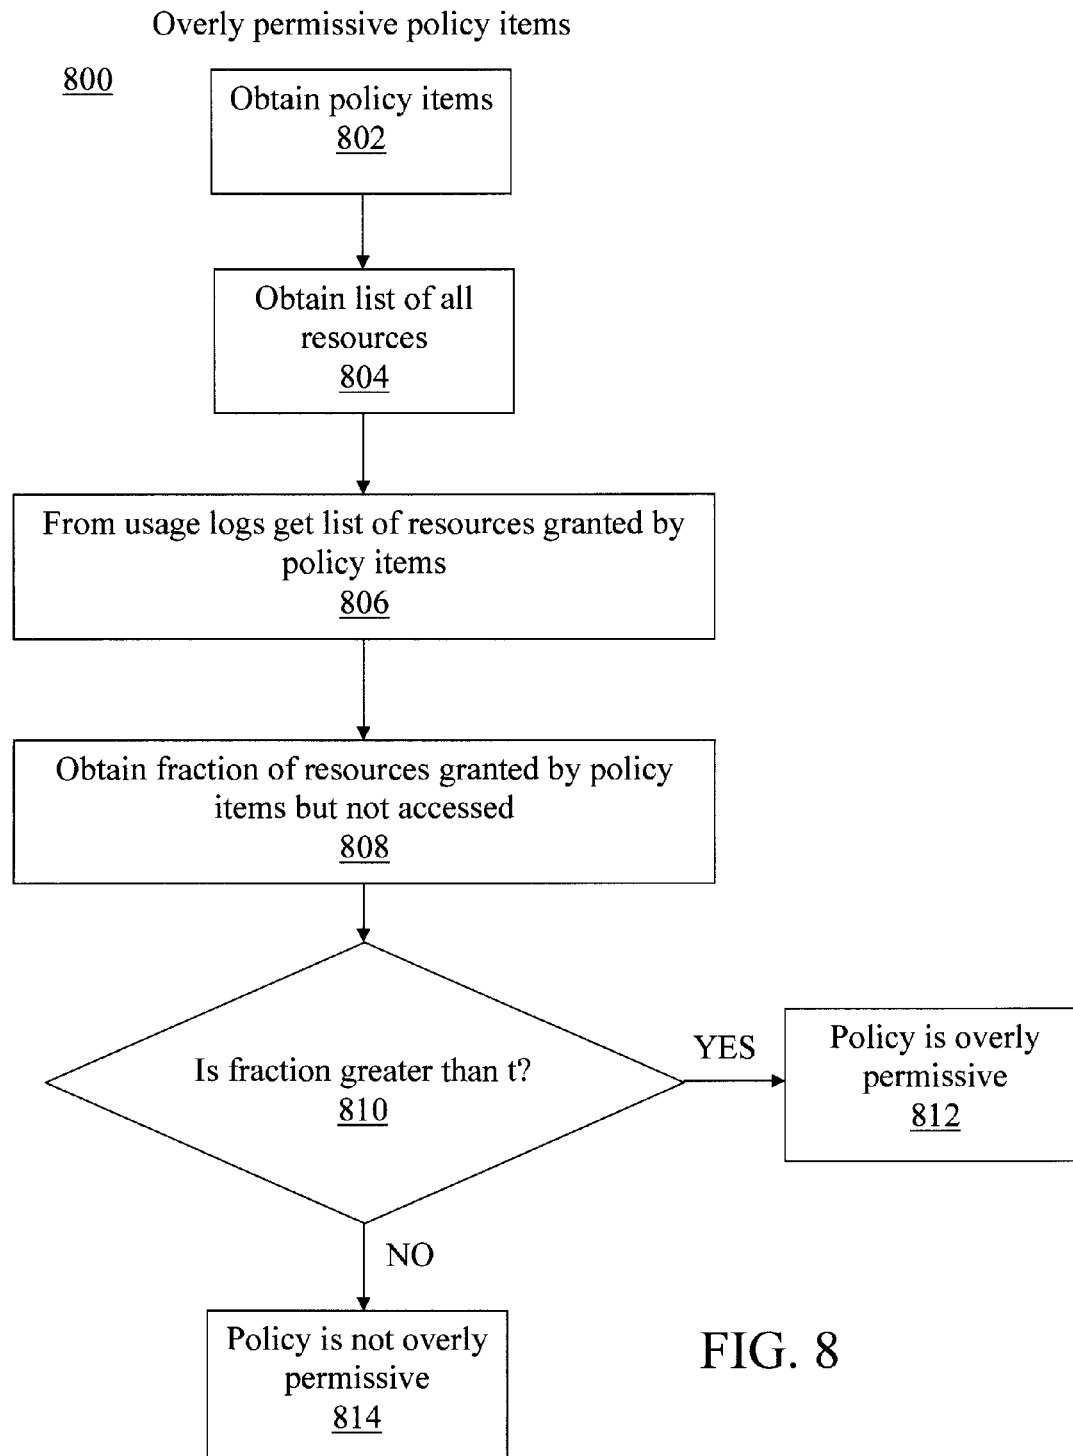 Overly permissive policy items
800
Obtain policy items
802
Obtain list of all
resources
804
From usage logs get list of resources granted by
policy items
806
Obtain fraction of resources granted by policy
items but not accessed
808
Is fraction greater than t?
810
YES
Policy is overly
permissive
812
NO
Policy is not overly
permissive
814
FIG. 8